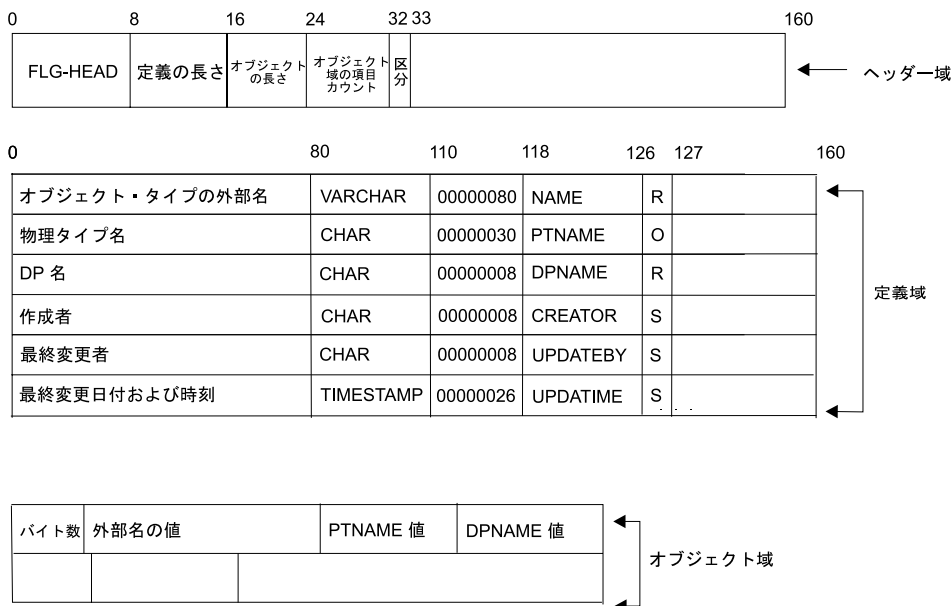 0 8 16 24 32 33 160
FLG-HEAD 定義の長さ オブジェクトの長さ オブジェクト域の項目カウント 区分
ヘッダー域
0 80 110 118 126 127 160
オブジェクト・タイプの外部名 VARCHAR 00000080 NAME R
物理タイプ名 CHAR 00000030 PTNAME O
DP 名 CHAR 00000008 DPNAME R
作成者 CHAR 00000008 CREATOR S
最終変更者 CHAR 00000008 UPDATEBY S
最終変更日付および時刻 TIMESTAMP 00000026 UPDATIME S
. . .
定義域
バイト数 外部名の値 PTNAME 値 DPNAME 値
オブジェクト域